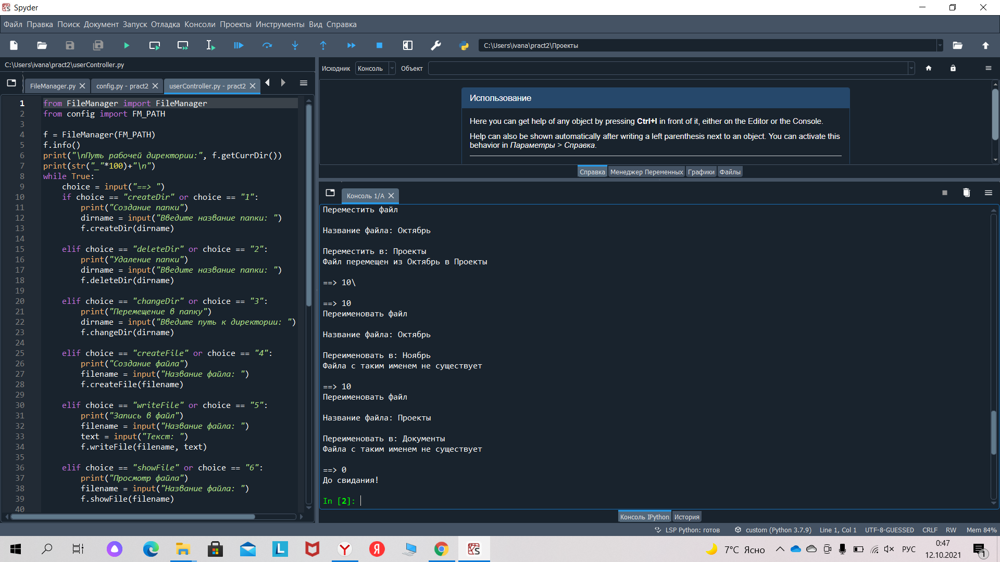 Spyder
Файл Правка Поиск Документ Запуск Отладка Консоли Проекты Инструменты Вид Справка
C:\Users\ivana\pract2\Проекты
C:\Users\ivana\pract2\userController.py
FileManager.py config.py - pract2 userController.py - pract2
1 from FileManager import FileManager
2 from config import FM_PATH
3
4 f = FileManager(FM_PATH)
5 f.info()
6 print("\nПуть рабочей директории:", f.getCurrDir())
7 print(str("_"*100)+"\n")
8 while True:
9 choice = input("==> ")
10 if choice == "createDir" or choice == "1":
11 print("Создание папки")
12 dirname = input("Введите название папки: ")
13 f.createDir(dirname)
14
15 elif choice == "deleteDir" or choice == "2":
16 print("Удаление папки")
17 dirname = input("Введите название папки: ")
18 f.deleteDir(dirname)
19
20 elif choice == "changeDir" or choice == "3":
21 print("Перемещение в папку")
22 dirname = input("Введите путь к директории: ")
23 f.changeDir(dirname)
24
25 elif choice == "createFile" or choice == "4":
26 print("Создание файла")
27 filename = input("Название файла: ")
28 f.createFile(filename)
29
30 elif choice == "writeFile" or choice == "5":
31 print("Запись в файл")
32 filename = input("Название файла: ")
33 text = input("Текст: ")
34 f.writeFile(filename, text)
35
36 elif choice == "showFile" or choice == "6":
37 print("Просмотр файла")
38 filename = input("Название файла: ")
39 f.showFile(filename)
40
Исходник Консоль Объект
Использование
Here you can get help of any object by pressing Ctrl+I in front of it, either on the Editor or the Console.
Help can also be shown automatically after writing a left parenthesis next to an object. You can activate this
behavior in Параметры > Справка.
Справка Менеджер Переменных Графики Файлы
Консоль 1/A
Переместить файл
Название файла: Октябрь
Переместить в: Проекты
Файл перемещен из Октябрь в Проекты
==> 10\
==> 10
Переименовать файл
Название файла: Октябрь
Переименовать в: Ноябрь
Файла с таким именем не существует
==> 10
Переименовать файл
Название файла: Проекты
Переименовать в: Документы
Файла с таким именем не существует
==> 0
До свидания!
In [2]:
Консоль IPython История
LSP Python: готов custom (Python 3.7.9) Line 1, Col 1 UTF-8-GUESSED CRLF RW Mem 84%
L Y Я 7°C Ясно РУС 0:47
12.10.2021 1